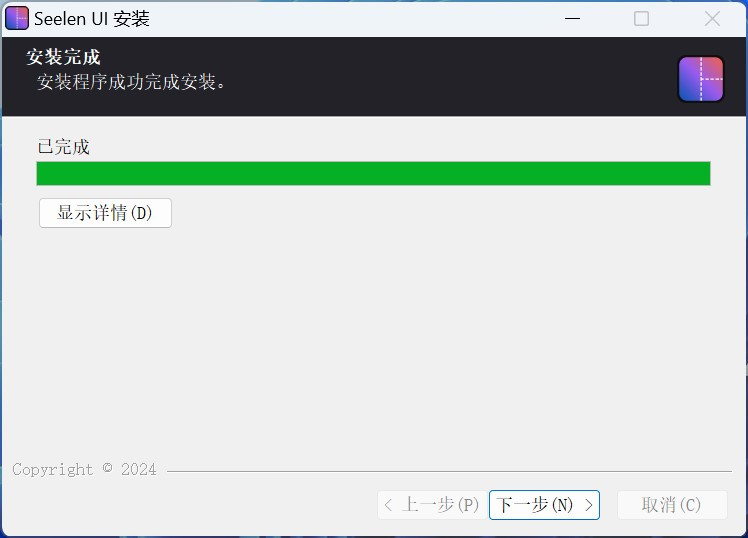 Seelen UI 安装
安装完成
安装程序成功完成安装。
已完成
显示详情(D)
Copyright © 2024
< 上一步(P) 下一步(N) > 取消(C)